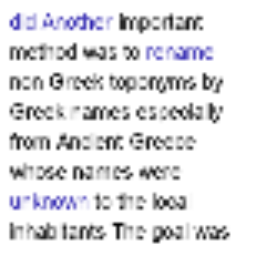 did Another important
method was to rename
non Greek toponyms by
Greek names especially
from Ancient Greece
whose names were
unknown to the local
inhabitants The goal was